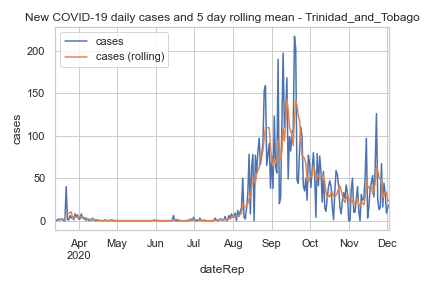 New COVID-19 daily cases and 5 day rolling mean - Trinidad_and_Tobago
cases
cases (rolling)
200
150
100
50
0
cases
Apr May Jun Jul Aug Sep Oct Nov Dec
2020
dateRep